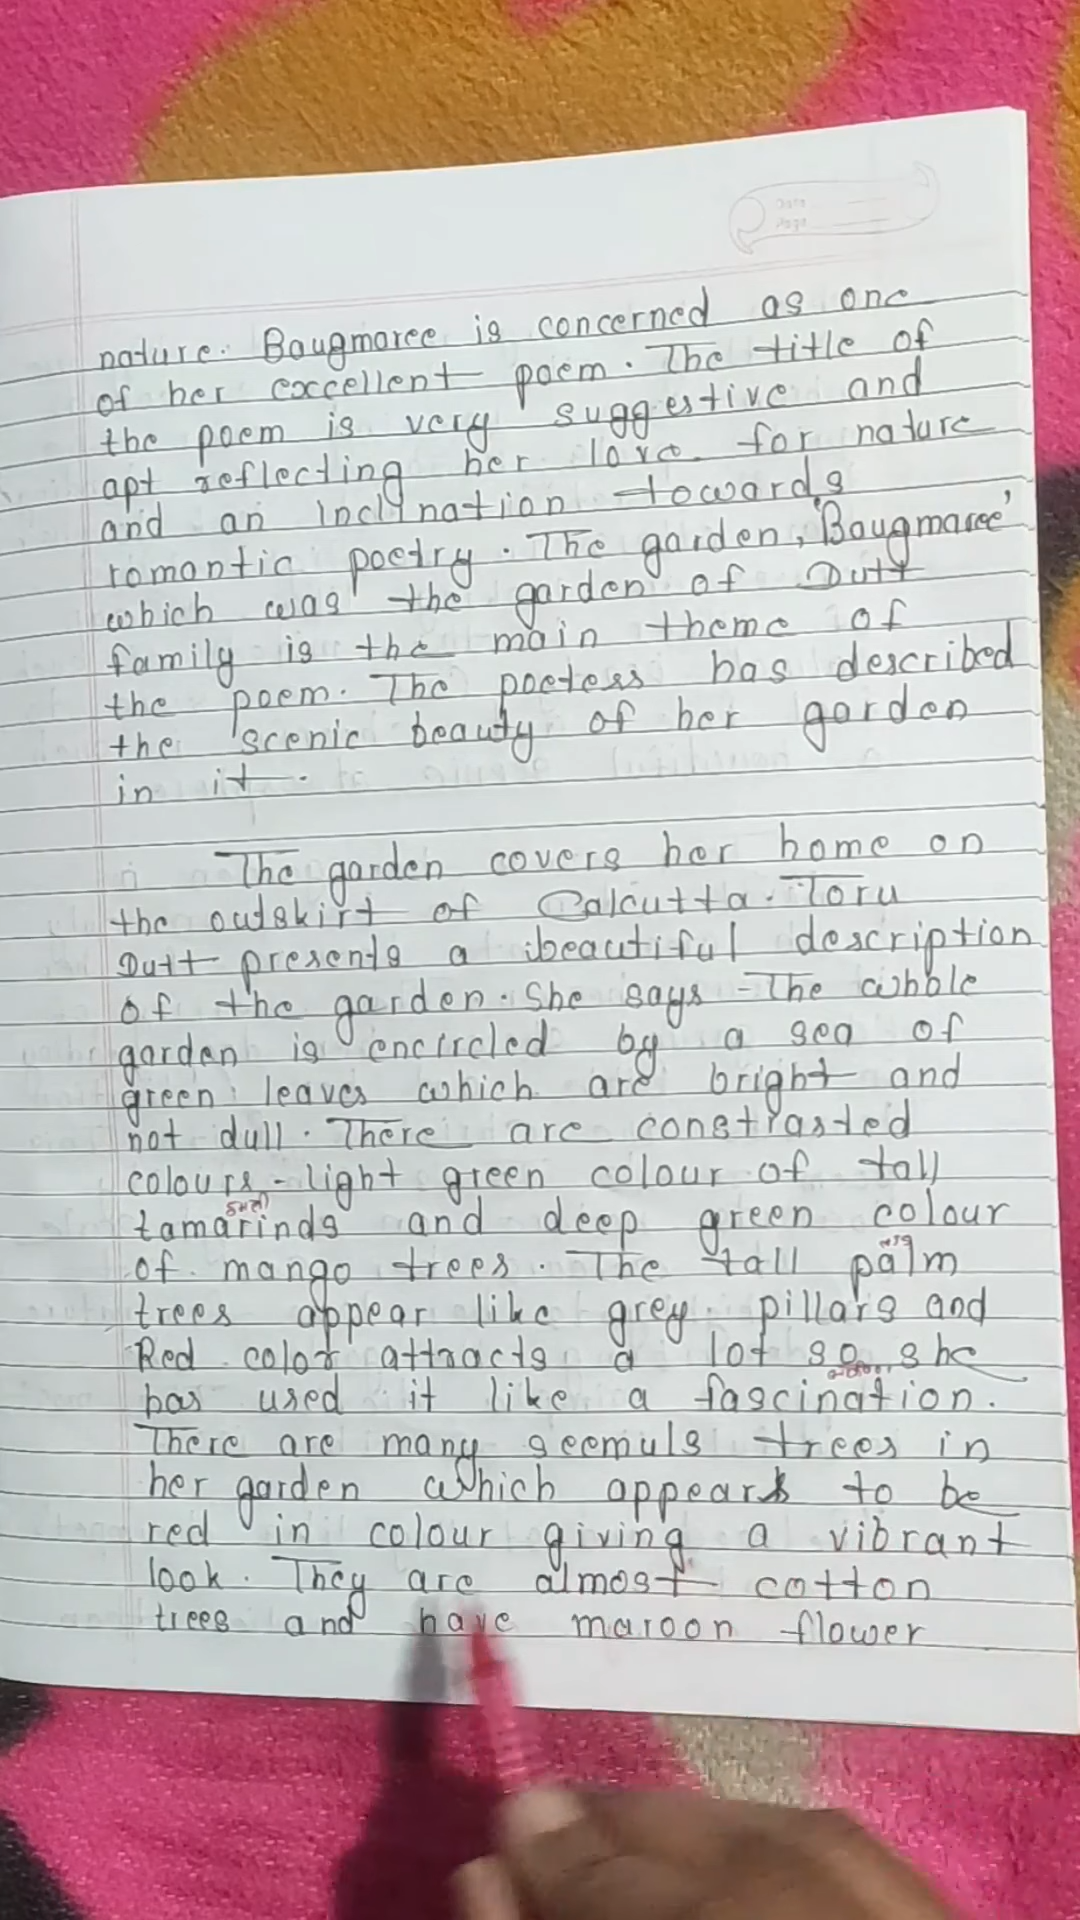 Date
Page
nature. Baugmaree is concerned as one
of her excellent poem. The title of
the poem is very suggestive and
apt reflecting her love for nature
and an inclination towards
romantic poetry. The garden, 'Baugmaree'
which was the garden of Dutt
family is the main theme of
the poem. The poetess has described
the scenic beauty of her garden
in it.
The garden covers her home on
the outskirt of Calcutta. Toru
Dutt presents a beautiful description
of the garden. She says - The whole
garden is encircled by a sea of
green leaves which are bright and
not dull. There are constrasted
colours - light green colour of tall
इमली
tamarinds and deep green colour
of mango trees. The tall palm
trees appear like grey pillars and
Red color attracts a lot so she
has used it like a fascination.
There are many seemuls trees in
her garden which appears to be
red in colour giving a vibrant
look. They are almost cotton
trees and have maroon flower